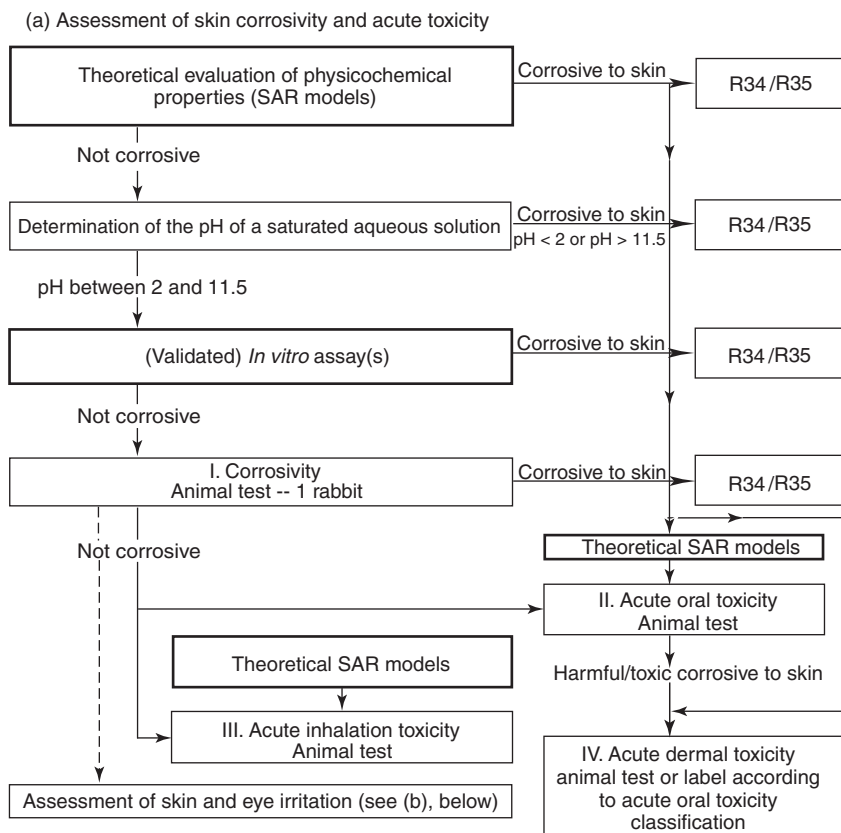 (a) Assessment of skin corrosivity and acute toxicity
Theoretical evaluation of physicochemical
properties (SAR models)
Corrosive to skin
R34/R35
Not corrosive
Determination of the pH of a saturated aqueous solution
Corrosive to skin
pH < 2 or pH > 11.5
R34/R35
pH between 2 and 11.5
(Validated) In vitro assay(s)
Corrosive to skin
R34/R35
Not corrosive
I. Corrosivity
Animal test -- 1 rabbit
Corrosive to skin
R34/R35
Not corrosive
Theoretical SAR models
II. Acute oral toxicity
Animal test
Theoretical SAR models
Harmful/toxic corrosive to skin
III. Acute inhalation toxicity
Animal test
IV. Acute dermal toxicity
animal test or label according
to acute oral toxicity
classification
Assessment of skin and eye irritation (see (b), below)